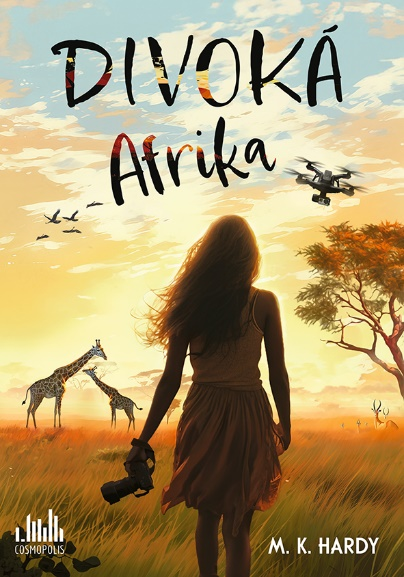 DIVOKÁ
Afrika
COSMOPOLIS
M. K. HARDY